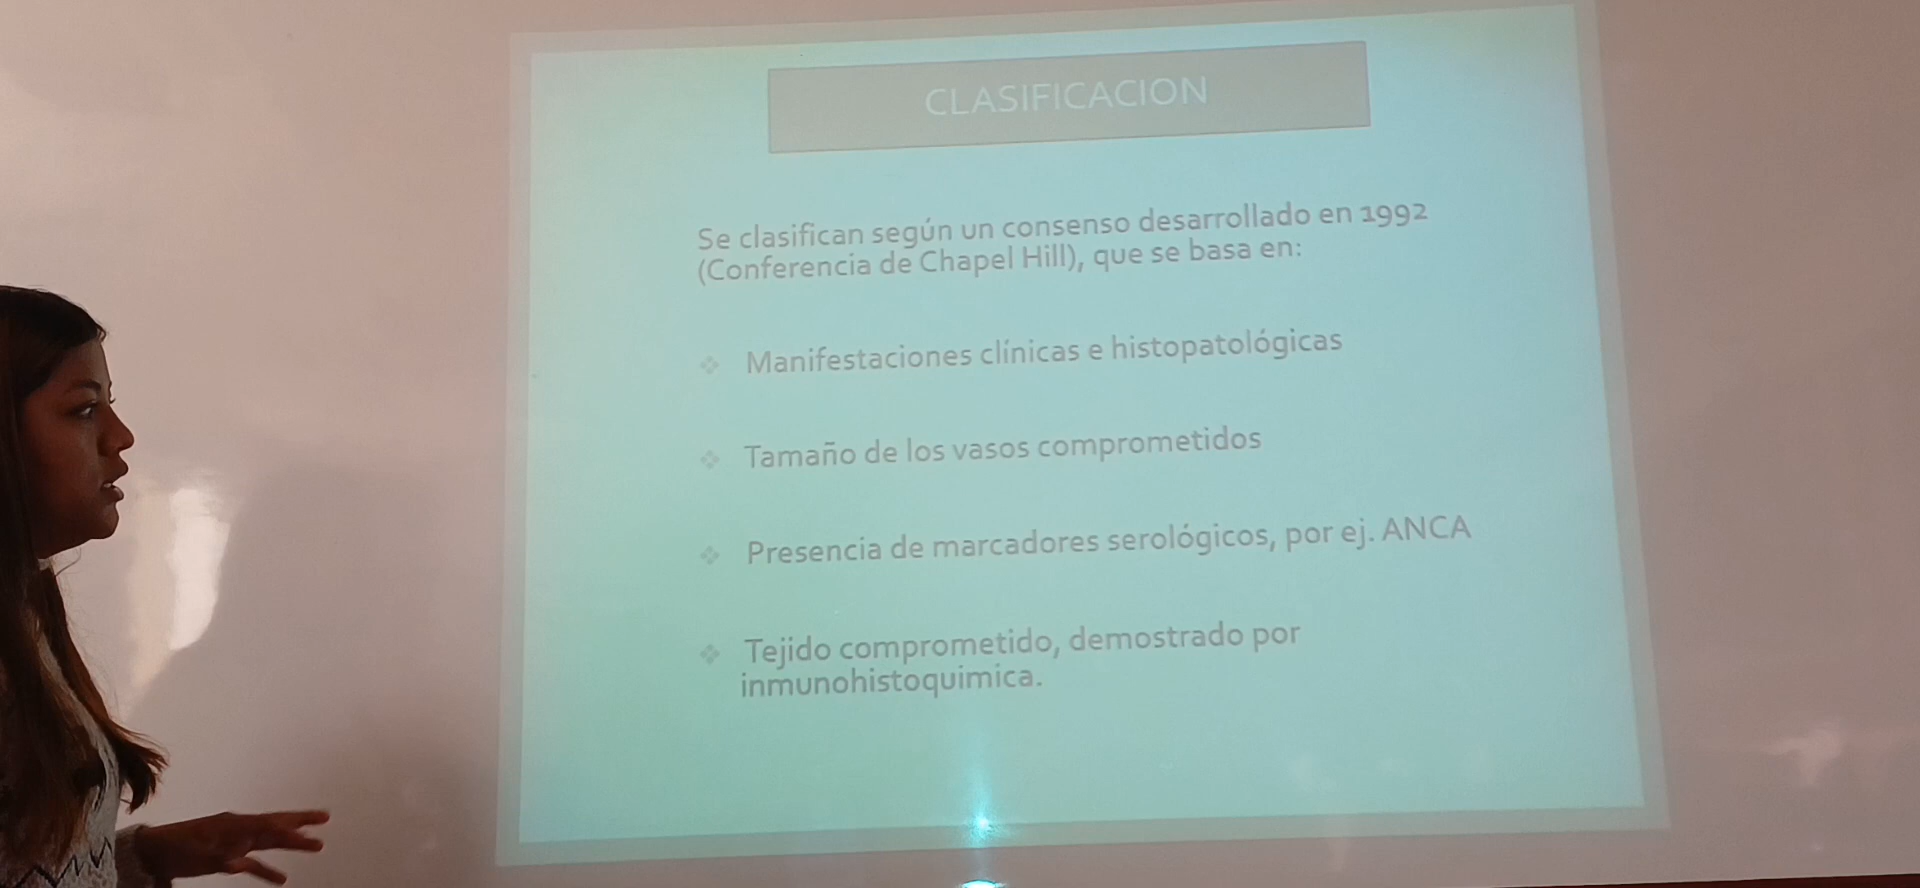 CLASIFICACION
Se clasifican según un consenso desarrollado en 1992
(Conferencia de Chapel Hill), que se basa en:
Manifestaciones clínicas e histopatológicas
Tamaño de los vasos comprometidos
Presencia de marcadores serológicos, por ej. ANCA
Tejido comprometido, demostrado por
inmunohistoquimica.